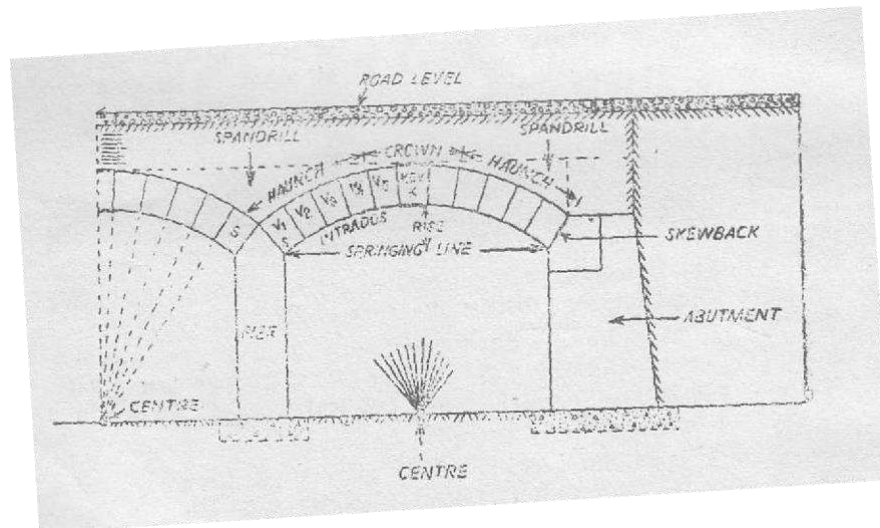 ROAD LEVEL
SPANDRILL
SPANDRILL
CROWN
HAUNCH
HAUNCH
S
V1
V2
V3
V4
V5
KEY
K
S
INTRADOS
RISE
SPRINGING LINE
SKEWBACK
PIER
ABUTMENT
CENTRE
CENTRE